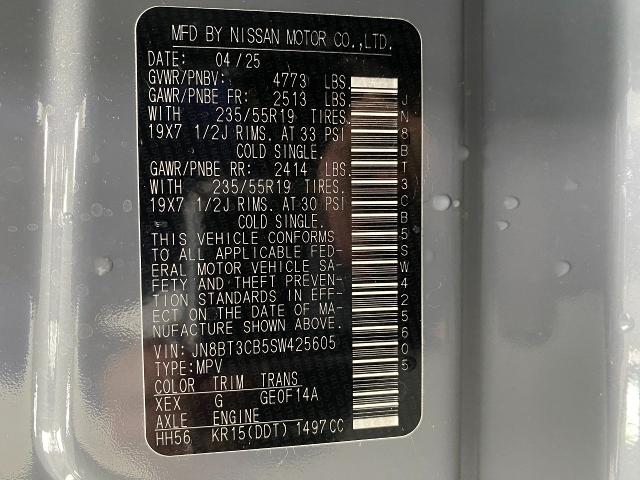 MFD BY NISSAN MOTOR CO.,LTD.
DATE: 04/25
GVWR/PNBV: 4773 LBS.
GAWR/PNBE FR: 2513 LBS.
WITH 235/55R19 TIRES.
19X7 1/2J RIMS. AT 33 PSI
COLD SINGLE.
GAWR/PNBE RR: 2414 LBS.
WITH 235/55R19 TIRES.
19X7 1/2J RIMS. AT 30 PSI
COLD SINGLE.
THIS VEHICLE CONFORMS
TO ALL APPLICABLE FED-
ERAL MOTOR VEHICLE SA-
FETY AND THEFT PREVEN-
TION STANDARDS IN EFF-
ECT ON THE DATE OF MA-
NUFACTURE SHOWN ABOVE.
VIN: JN8BT3CB5SW425605
TYPE:MPV
COLOR TRIM TRANS
XEX G GE0F14A
AXLE ENGINE
HH56 KR15(DDT) 1497CC
JN8BT3CB5SW425605